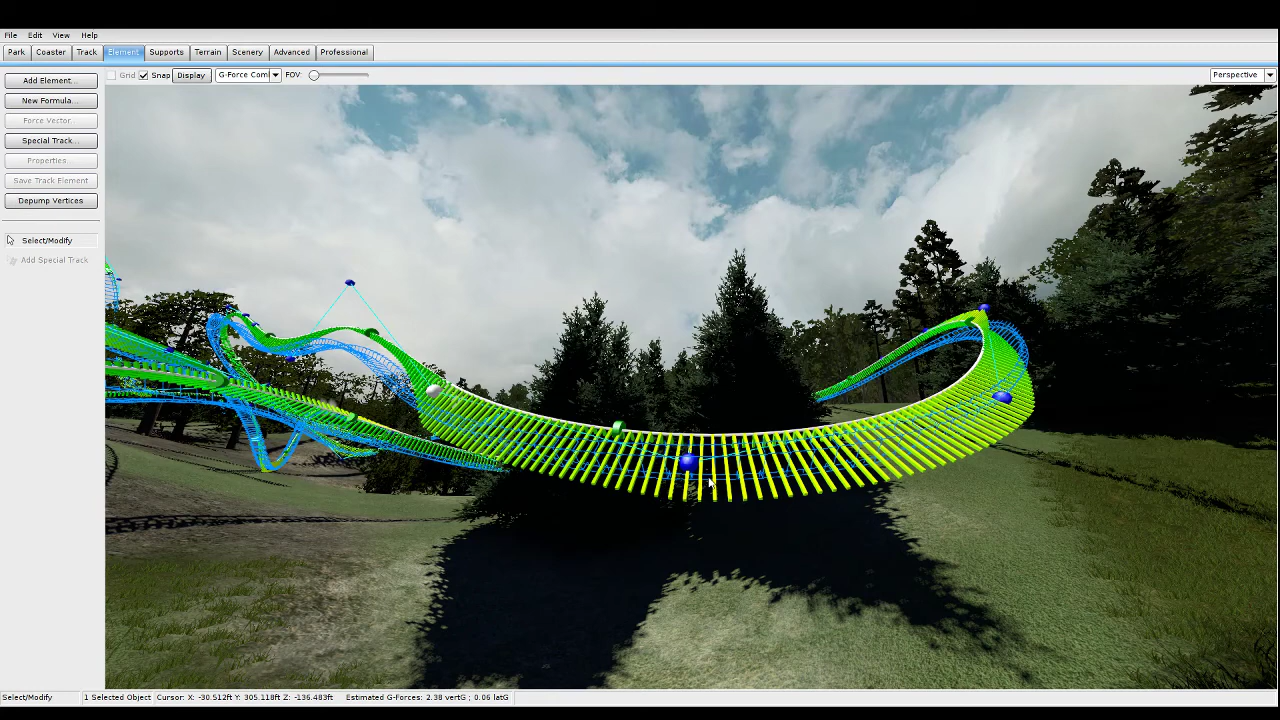 File Edit View Help
Park Coaster Track Element Supports Terrain Scenery Advanced Professional
Grid Snap Display G-Force Com FOV: Perspective
Add Element...
New Formula...
Force Vector...
Special Track...
Properties...
Save Track Element
Depump Vertices
Select/Modify
Add Special Track
Select/Modify 1 Selected Object Cursor: X: -30.512ft Y: 305.118ft Z: -136.483ft Estimated G-Forces: 2.38 vertG ; 0.06 latG